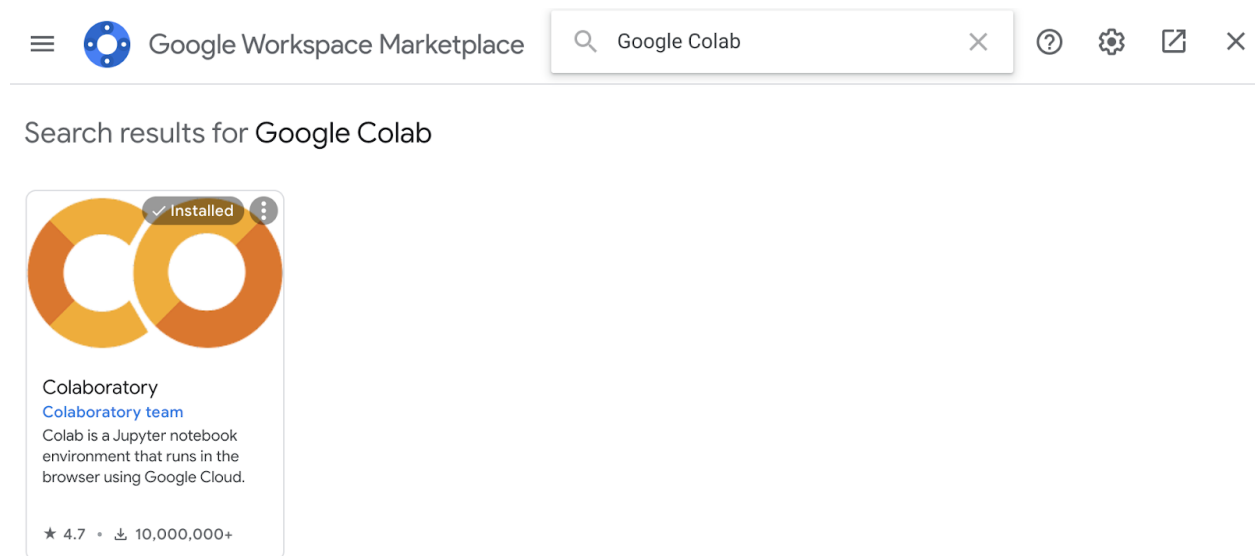 Google Workspace Marketplace
Google Colab
Search results for Google Colab
Installed
Colaboratory
Colaboratory team
Colab is a Jupyter notebook
environment that runs in the
browser using Google Cloud.
4.7 • 10,000,000+